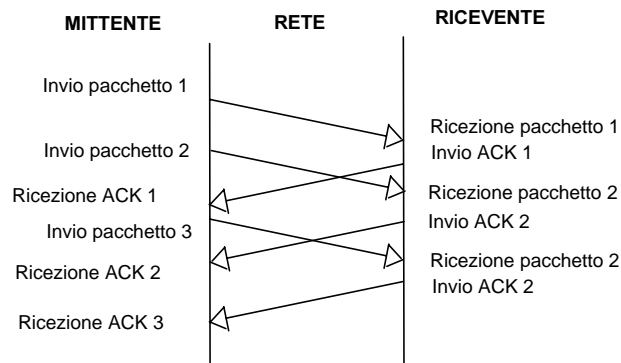 MITTENTE
RETE
RICEVENTE
Invio pacchetto 1
Ricezione pacchetto 1
Invio ACK 1
Invio pacchetto 2
Ricezione ACK 1
Ricezione pacchetto 2
Invio ACK 2
Invio pacchetto 3
Ricezione ACK 2
Ricezione pacchetto 2
Invio ACK 2
Ricezione ACK 3